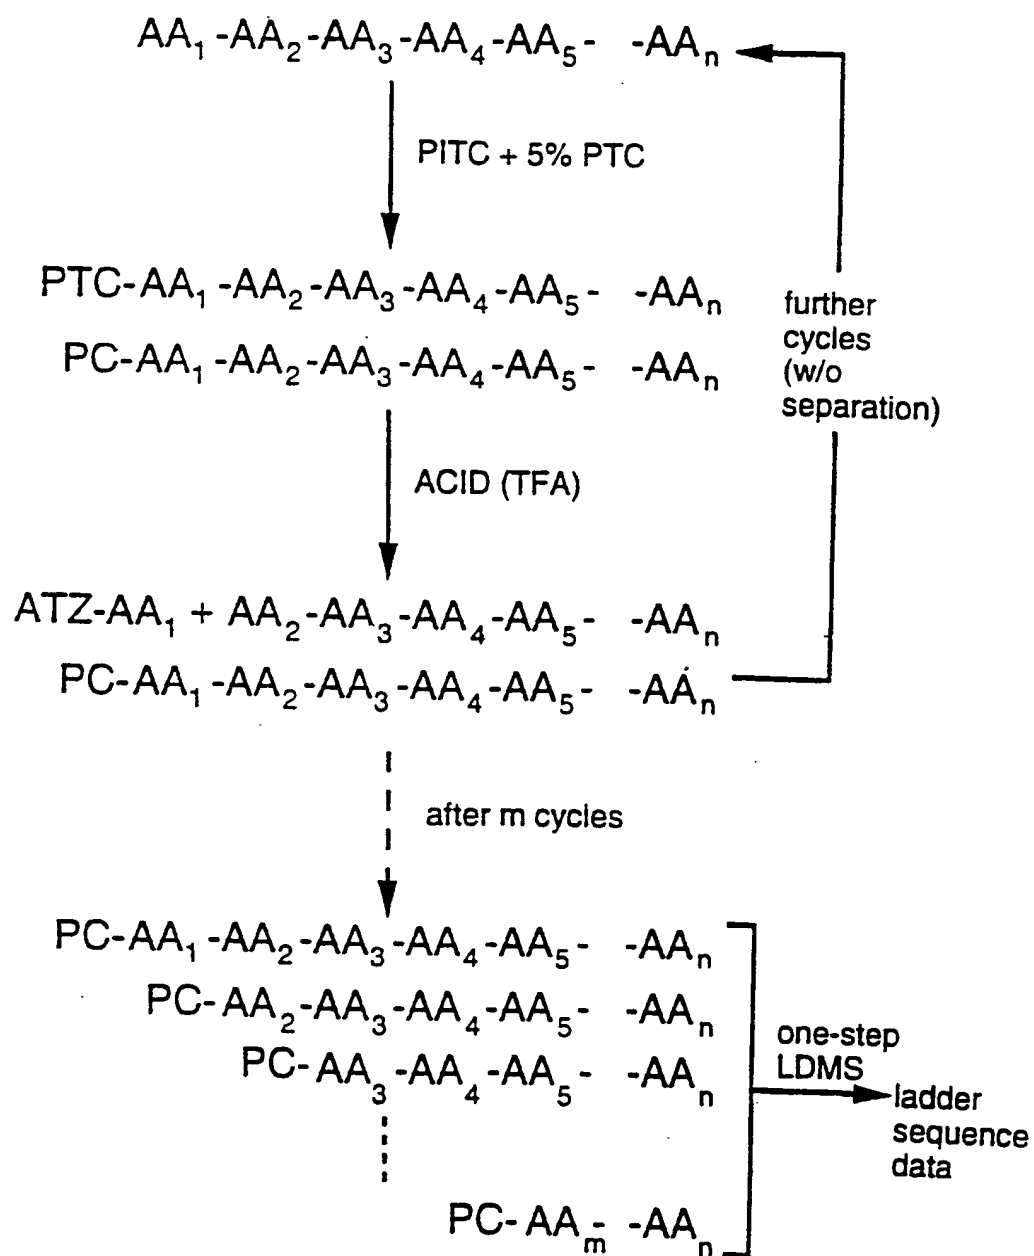 AA1 -AA2-AA3-AA4-AA5- -AAn
PITC + 5% PTC
PTC-AA1 -AA2-AA3-AA4-AA5- -AAn
PC-AA1 -AA2-AA3-AA4-AA5- -AAn
further
cycles
(w/o
separation)
ACID (TFA)
ATZ-AA1 + AA2-AA3-AA4-AA5- -AAn
PC-AA1 -AA2-AA3-AA4-AA5- -AAn
after m cycles
PC-AA1 -AA2-AA3-AA4-AA5- -AAn
PC-AA2-AA3-AA4-AA5- -AAn
PC-AA3-AA4-AA5- -AAn
PC- AAm- -AAn
one-step
LDMS
ladder
sequence
data